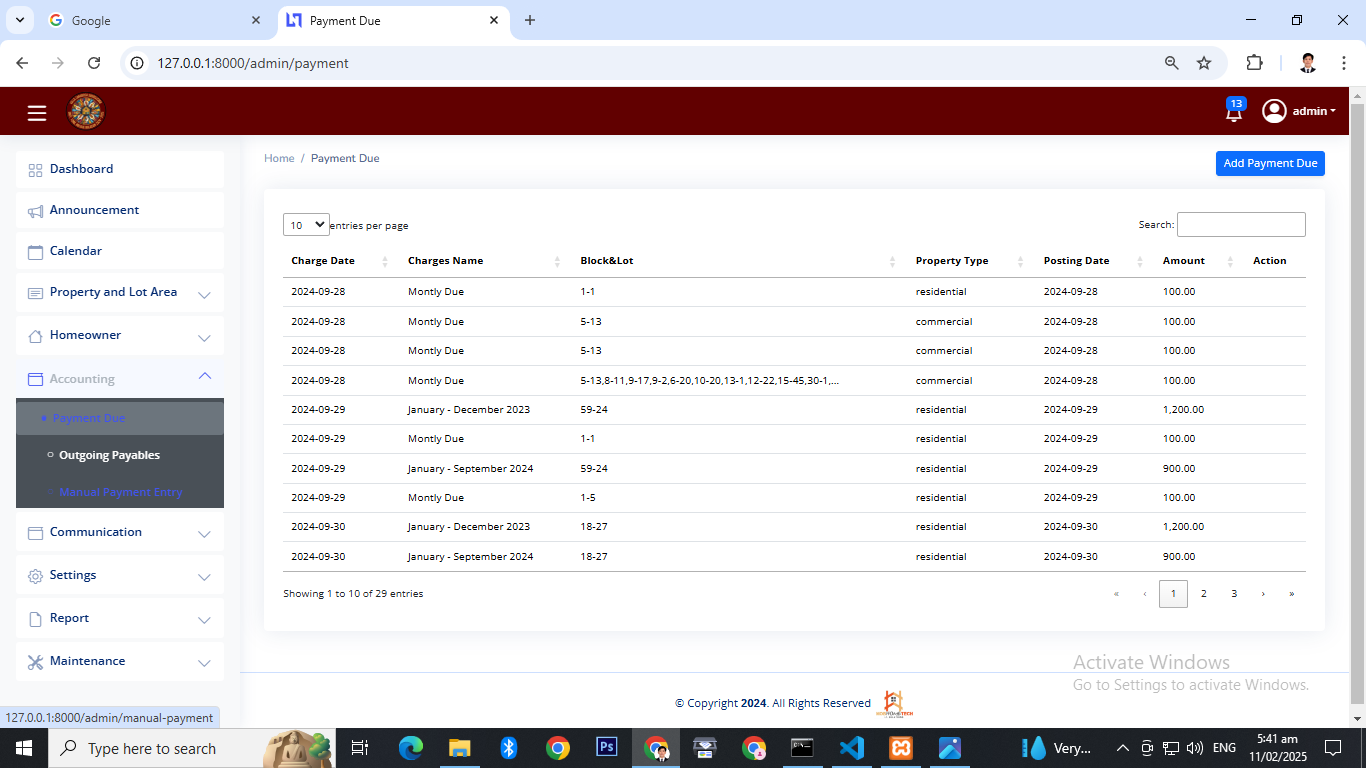 Google
Payment Due
127.0.0.1:8000/admin/payment
13
admin
Dashboard
Announcement
Calendar
Property and Lot Area
Homeowner
Accounting
Payment Due
Outgoing Payables
Manual Payment Entry
Communication
Settings
Report
Maintenance
Home / Payment Due
Add Payment Due
10 entries per page
Search:
Charge Date Charges Name Block&Lot Property Type Posting Date Amount Action
2024-09-28 Montly Due 1-1 residential 2024-09-28 100.00
2024-09-28 Montly Due 5-13 commercial 2024-09-28 100.00
2024-09-28 Montly Due 5-13 commercial 2024-09-28 100.00
2024-09-28 Montly Due 5-13,8-11,9-17,9-2,6-20,10-20,13-1,12-22,15-45,30-1,... commercial 2024-09-28 100.00
2024-09-29 January - December 2023 59-24 residential 2024-09-29 1,200.00
2024-09-29 Montly Due 1-1 residential 2024-09-29 100.00
2024-09-29 January - September 2024 59-24 residential 2024-09-29 900.00
2024-09-29 Montly Due 1-5 residential 2024-09-29 100.00
2024-09-30 January - December 2023 18-27 residential 2024-09-30 1,200.00
2024-09-30 January - September 2024 18-27 residential 2024-09-30 900.00
Showing 1 to 10 of 29 entries
« ‹ 1 2 3 › »
Activate Windows
Go to Settings to activate Windows.
© Copyright 2024. All Rights Reserved
127.0.0.1:8000/admin/manual-payment
Type here to search
Ps
Very...
ENG
5:41 am
11/02/2025